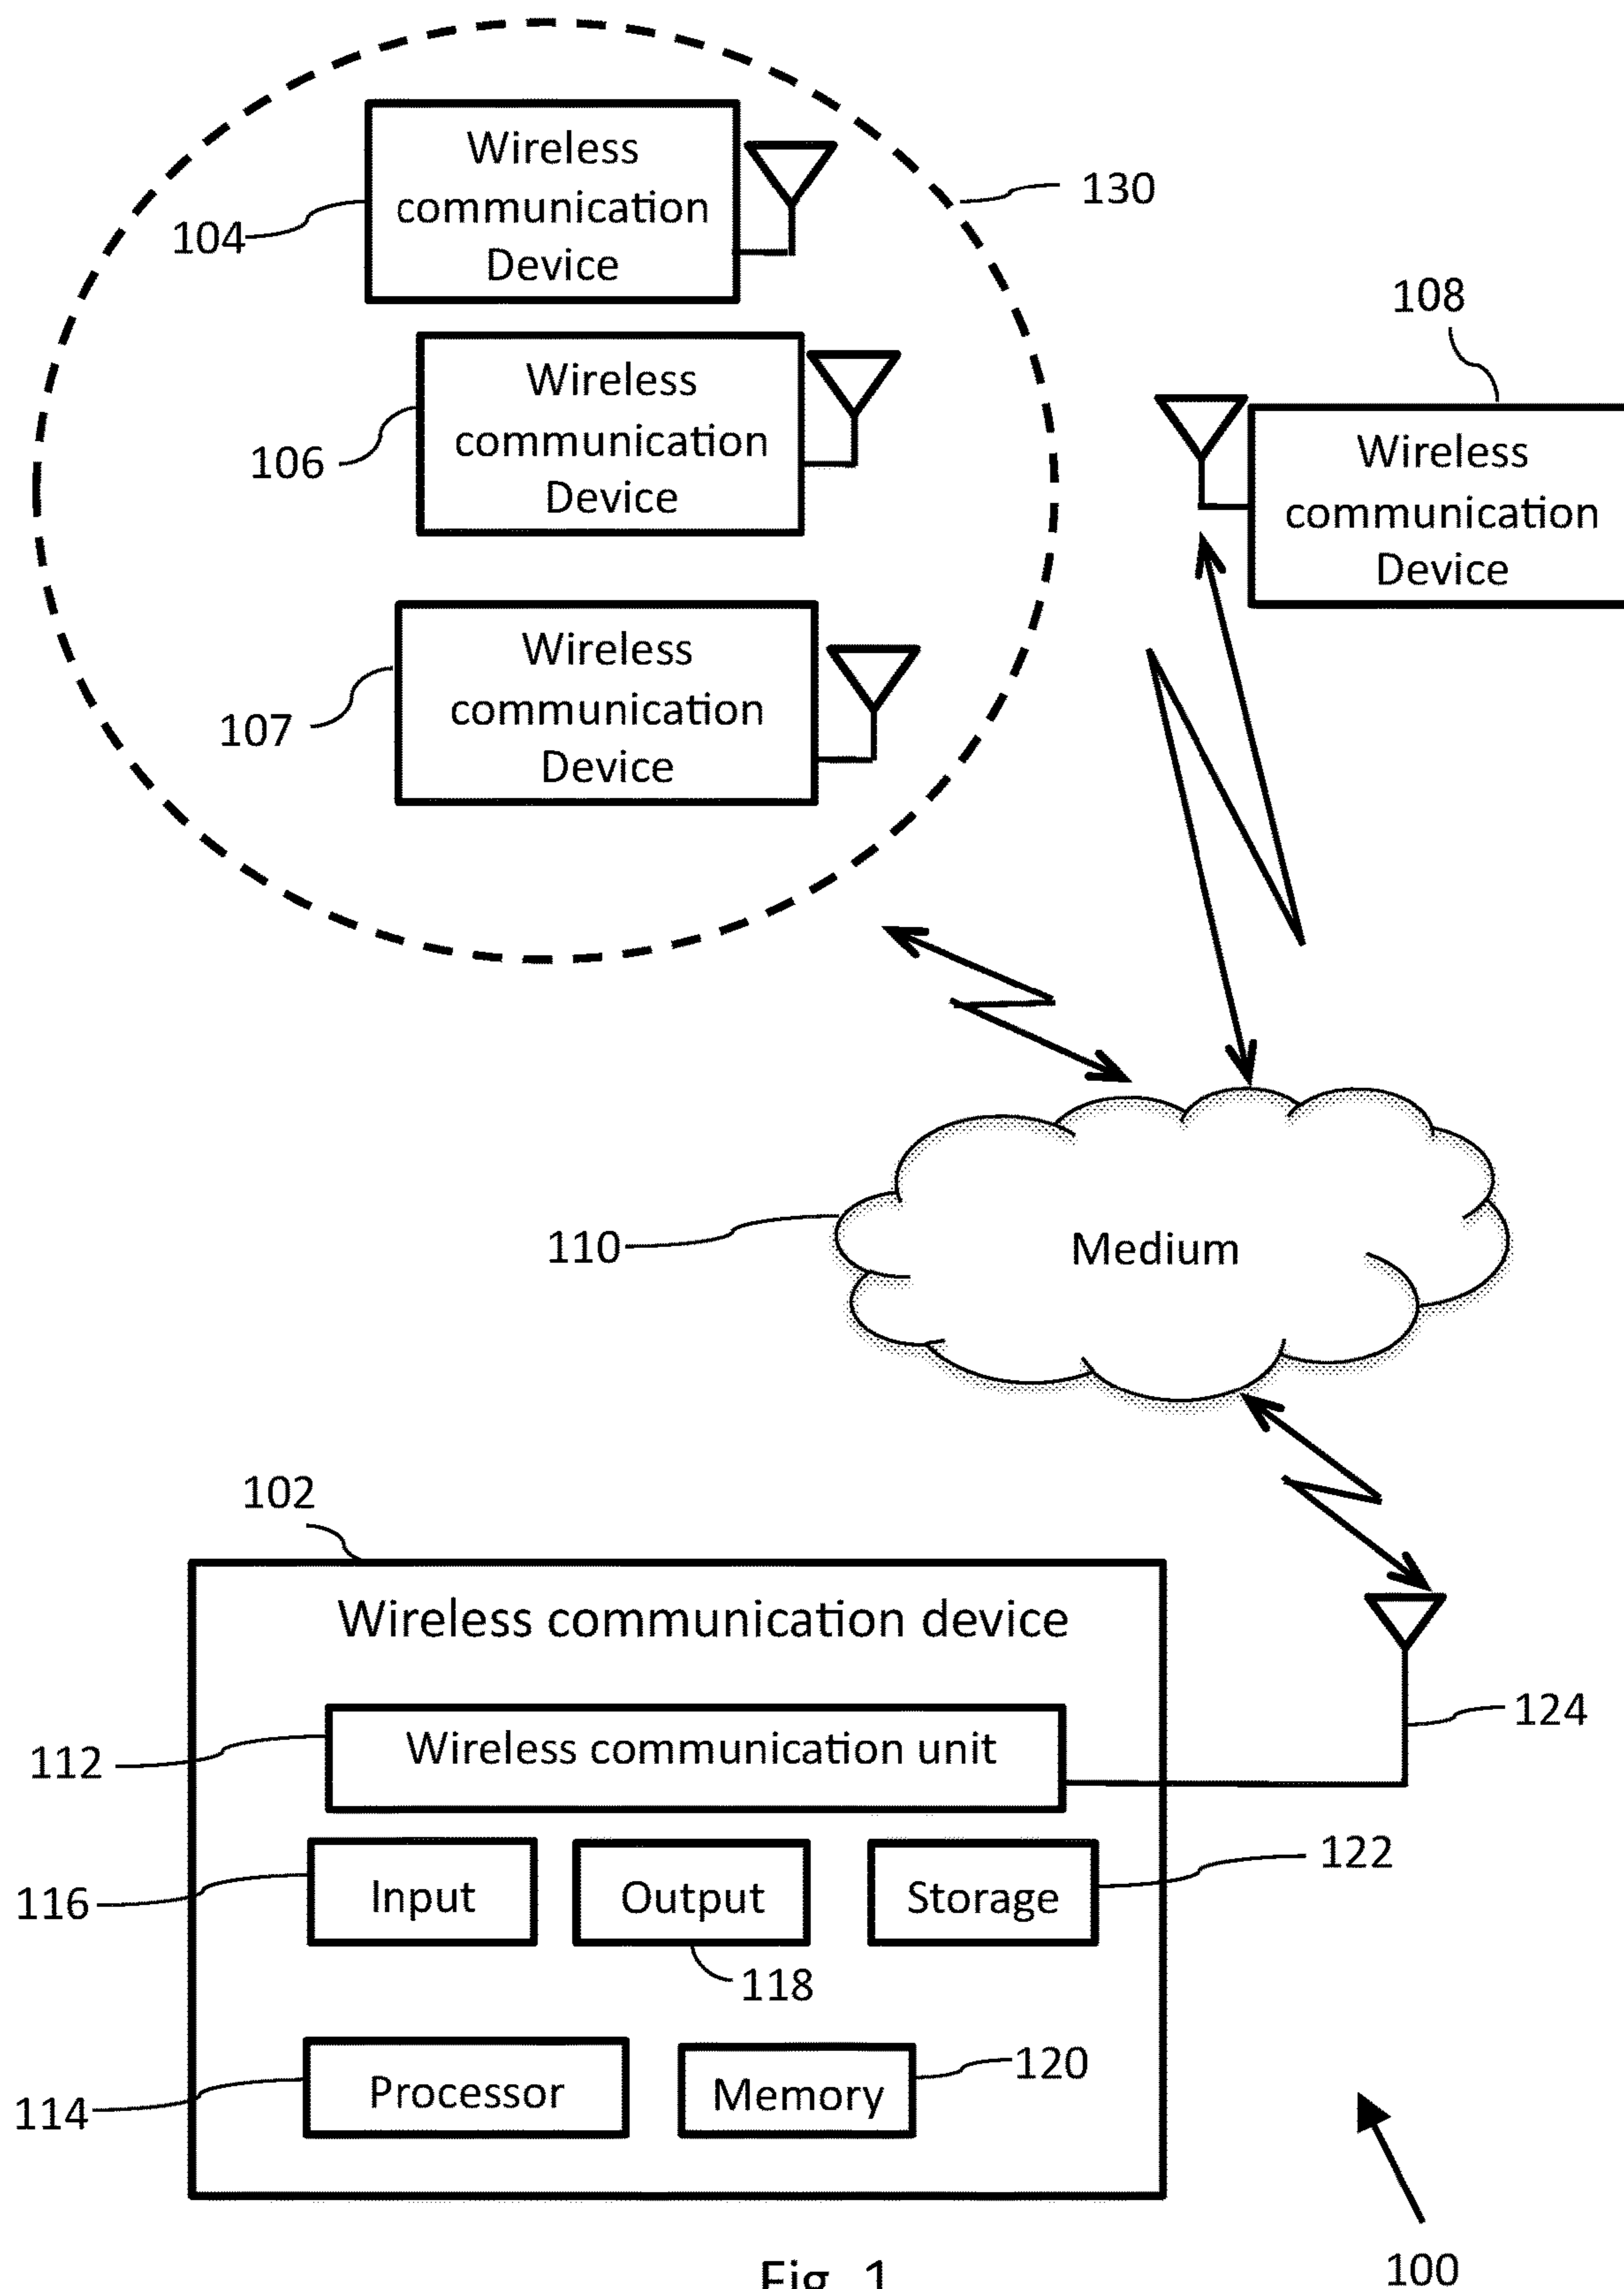 Wireless
communication
Device
104
130
Wireless
communication
Device
106
108
Wireless
communication
Device
Wireless
communication
Device
107
110
Medium
102
Wireless communication device
112
Wireless communication unit
124
116
Input
Output
Storage
122
118
114
Processor
Memory
120
100
Fig. 1